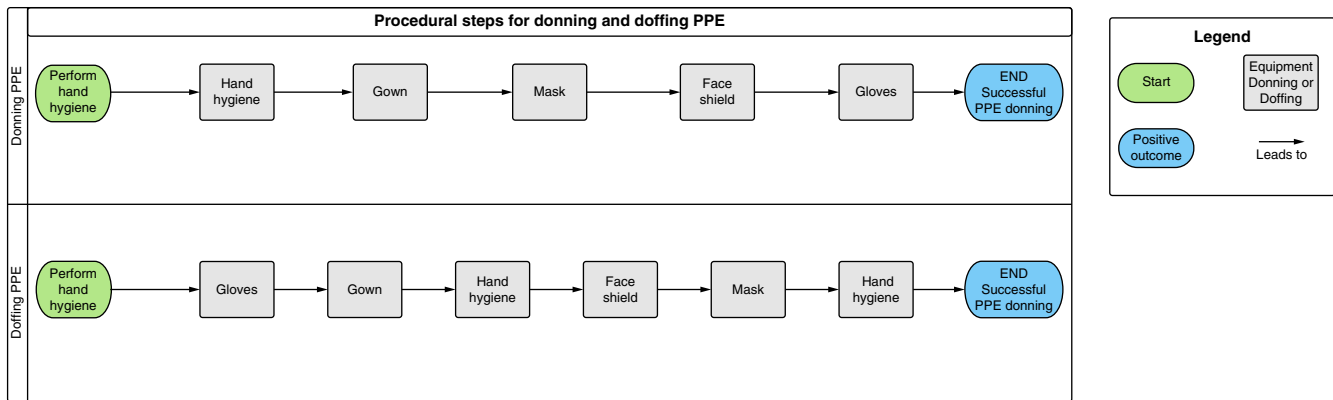 Procedural steps for donning and doffing PPE
Donning PPE
Perform
hand
hygiene
Hand
hygiene
Gown
Mask
Face
shield
Gloves
END
Successful
PPE donning
Doffing PPE
Perform
hand
hygiene
Gloves
Gown
Hand
hygiene
Face
shield
Mask
Hand
hygiene
END
Successful
PPE donning
Legend
Start
Equipment
Donning or
Doffing
Positive
outcome
Leads to